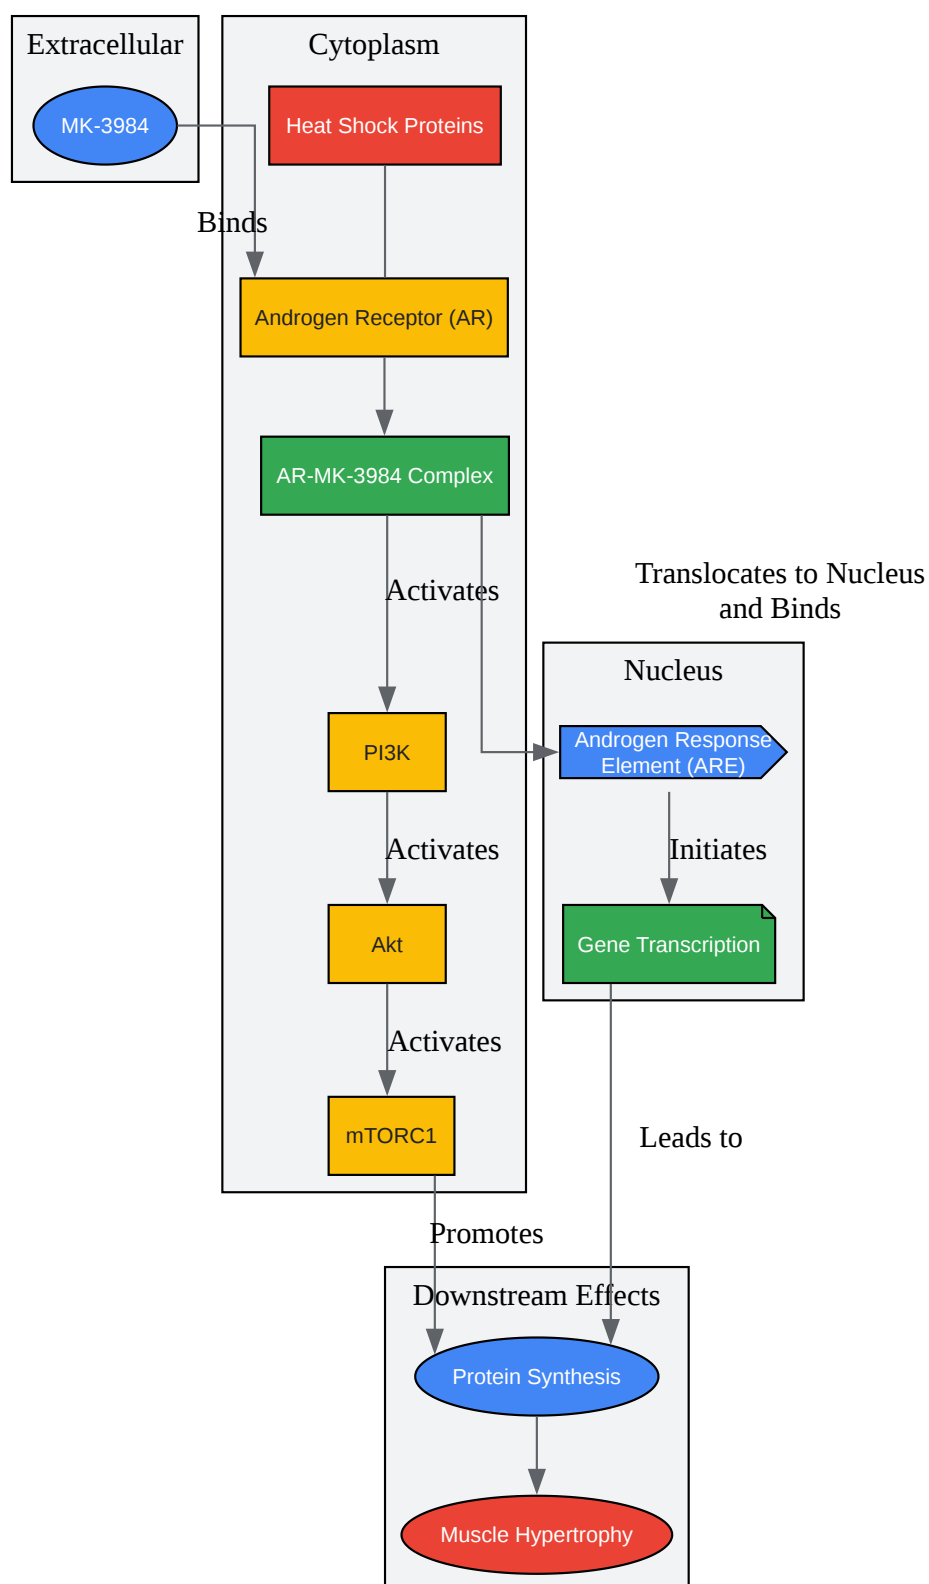 Extracellular
MK-3984
Cytoplasm
Heat Shock Proteins
Binds
Androgen Receptor (AR)
AR-MK-3984 Complex
Activates
Translocates to Nucleus
and Binds
Nucleus
PI3K
Androgen Response
Element (ARE)
Activates
Initiates
Akt
Gene Transcription
Activates
mTORC1
Leads to
Promotes
Downstream Effects
Protein Synthesis
Muscle Hypertrophy